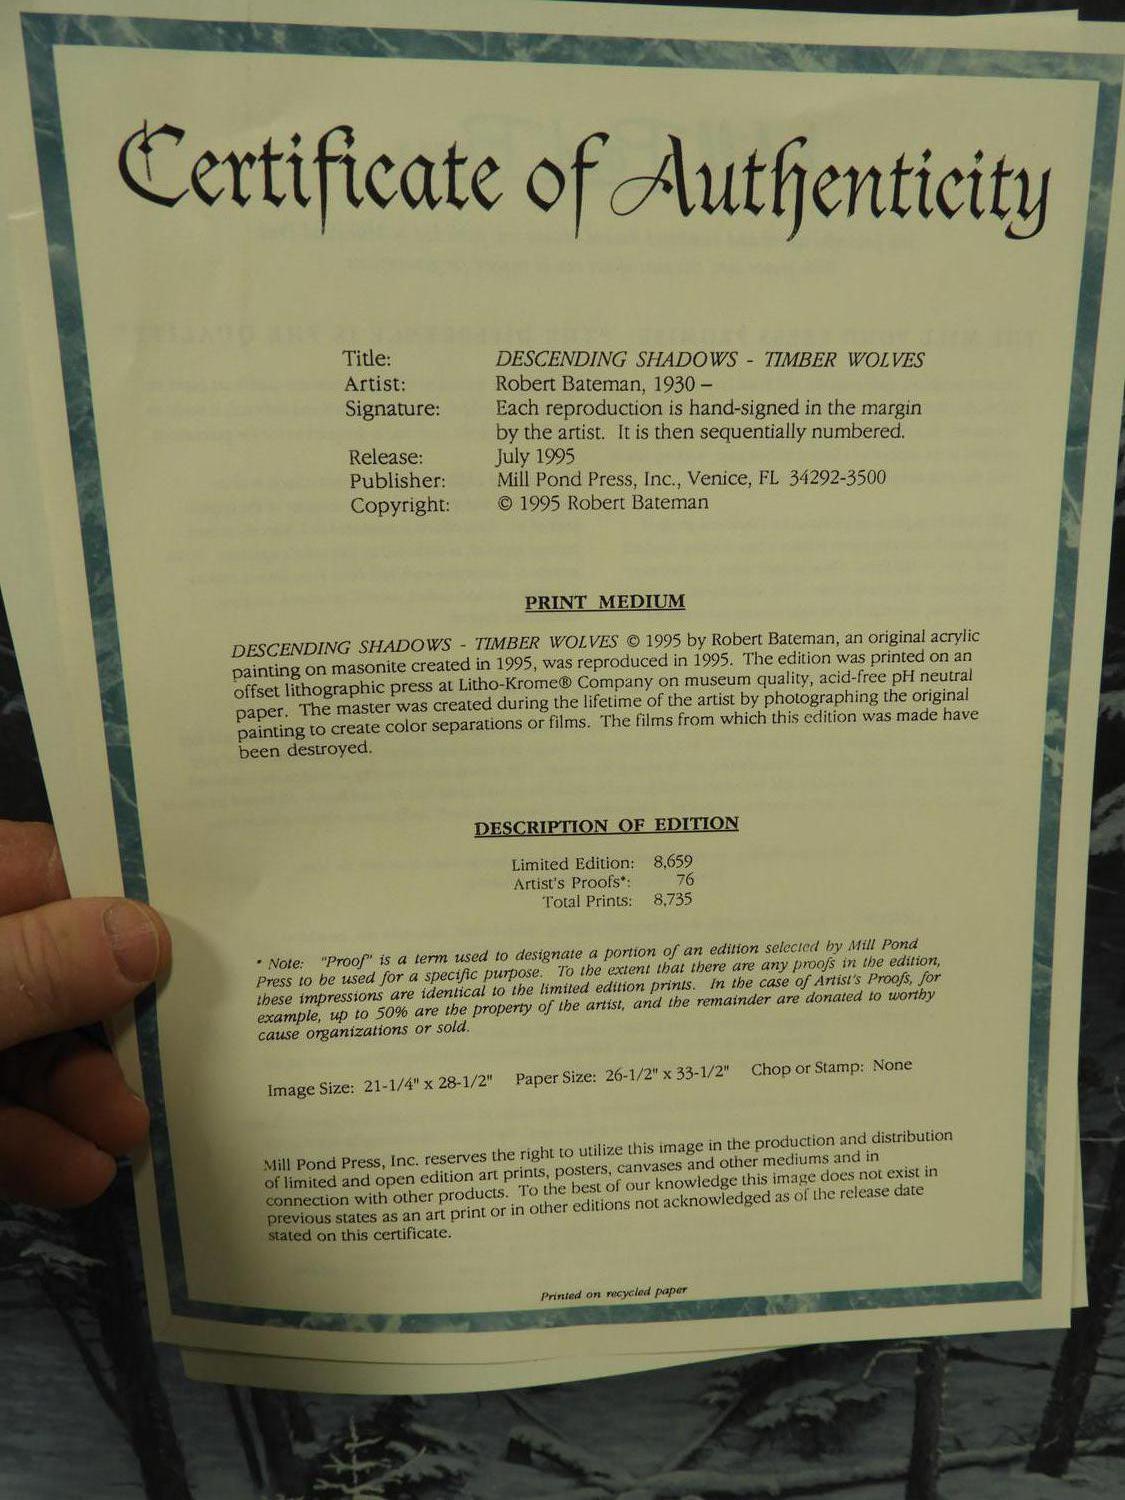 Certificate of Authenticity
Title: DESCENDING SHADOWS - TIMBER WOLVES
Artist: Robert Bateman, 1930 –
Signature: Each reproduction is hand-signed in the margin
by the artist. It is then sequentially numbered.
Release: July 1995
Publisher: Mill Pond Press, Inc., Venice, FL 34292-3500
Copyright: © 1995 Robert Bateman
PRINT MEDIUM
DESCENDING SHADOWS - TIMBER WOLVES © 1995 by Robert Bateman, an original acrylic
painting on masonite created in 1995, was reproduced in 1995. The edition was printed on an
offset lithographic press at Litho-Krome® Company on museum quality, acid-free pH neutral
paper. The master was created during the lifetime of the artist by photographing the original
painting to create color separations or films. The films from which this edition was made have
been destroyed.
DESCRIPTION OF EDITION
Limited Edition: 8,659
Artist's Proofs*: 76
Total Prints: 8,735
* Note: "Proof" is a term used to designate a portion of an edition selected by Mill Pond
Press to be used for a specific purpose. To the extent that there are any proofs in the edition,
these impressions are identical to the limited edition prints. In the case of Artist's Proofs, for
example, up to 50% are the property of the artist, and the remainder are donated to worthy
cause organizations or sold.
Image Size: 21-1/4" x 28-1/2" Paper Size: 26-1/2" x 33-1/2" Chop or Stamp: None
Mill Pond Press, Inc. reserves the right to utilize this image in the production and distribution
of limited and open edition art prints, posters, canvases and other mediums and in
connection with other products. To the best of our knowledge this image does not exist in
previous states as an art print or in other editions not acknowledged as of the release date
stated on this certificate.
Printed on recycled paper